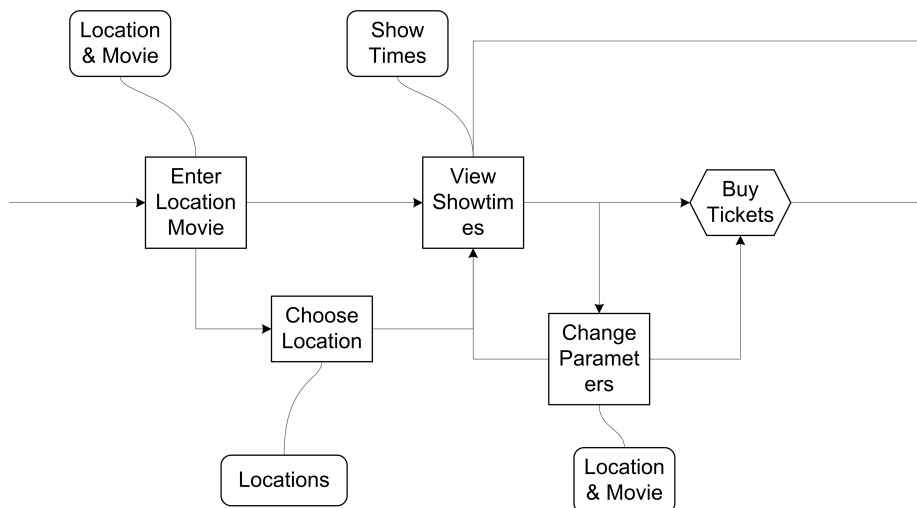 Location
& Movie
Show
Times
Enter
Location
Movie
View
Showtim
es
Buy
Tickets
Choose
Location
Change
Paramet
ers
Locations
Location
& Movie